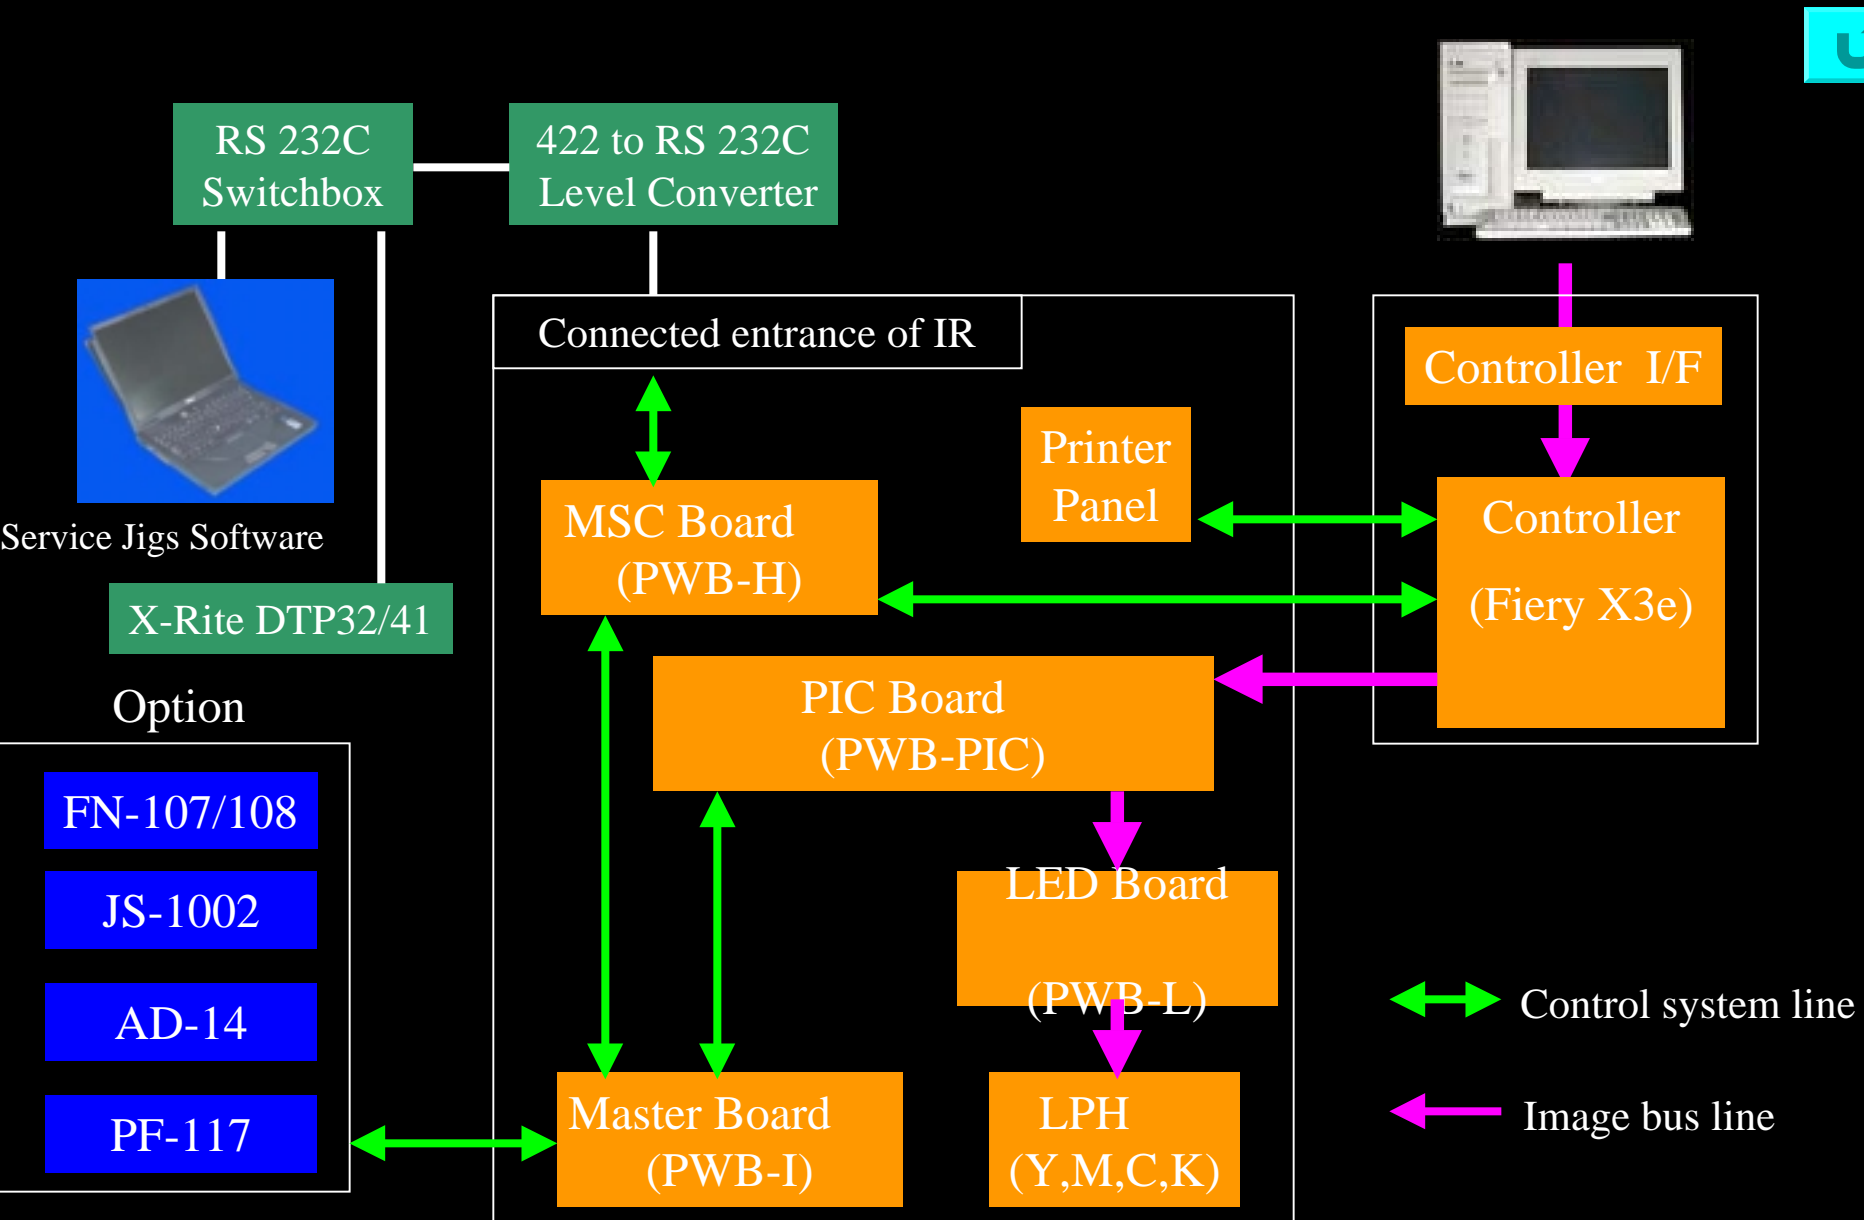 RS 232C
Switchbox
422 to RS 232C
Level Converter
Connected entrance of IR
Controller I/F
Printer
Panel
Controller
(Fiery X3e)
MSC Board
(PWB-H)
Service Jigs Software
X-Rite DTP32/41
PIC Board
(PWB-PIC)
Option
FN-107/108
JS-1002
AD-14
PF-117
LED Board
(PWB-L)
Master Board
(PWB-I)
LPH
(Y,M,C,K)
Control system line
Image bus line